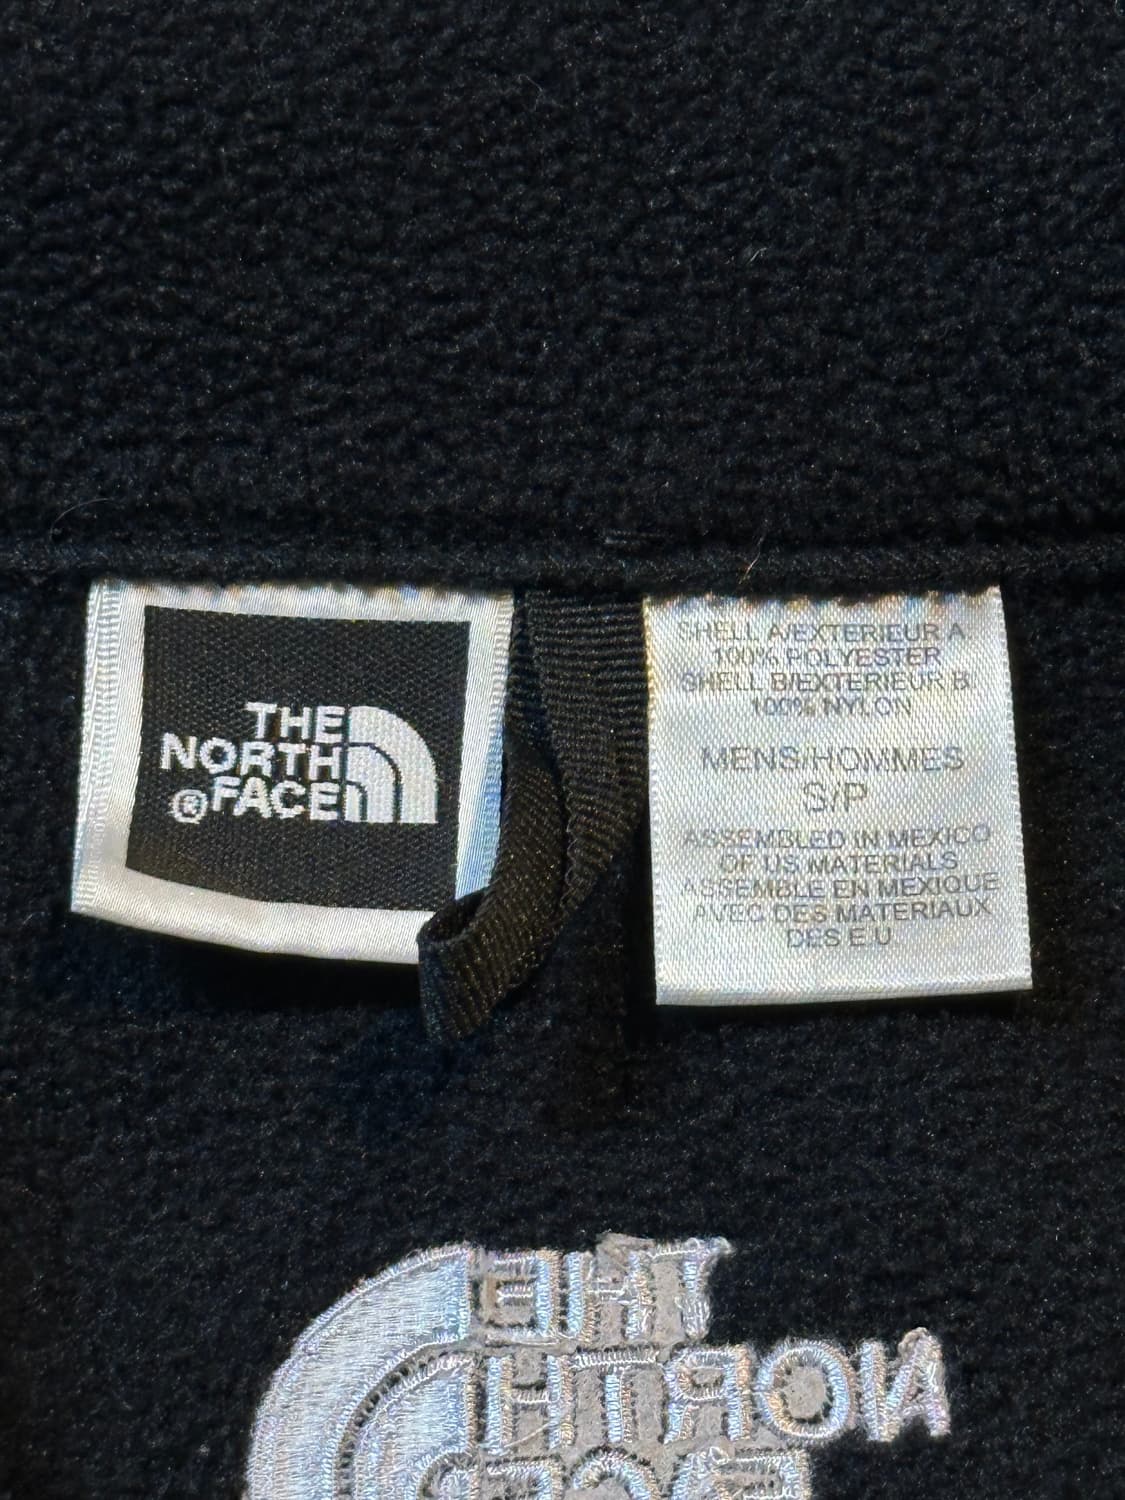 THE
NORTH
®FACE
SHELL A/EXTERIEUR A
100% POLYESTER
SHELL B/EXTERIEUR B
100% NYLON
MENS/HOMMES
S/P
ASSEMBLED IN MEXICO
OF US MATERIALS
ASSEMBLE EN MEXIQUE
AVEC DES MATERIAUX
DES E.U.
THE
NORTH
FACE